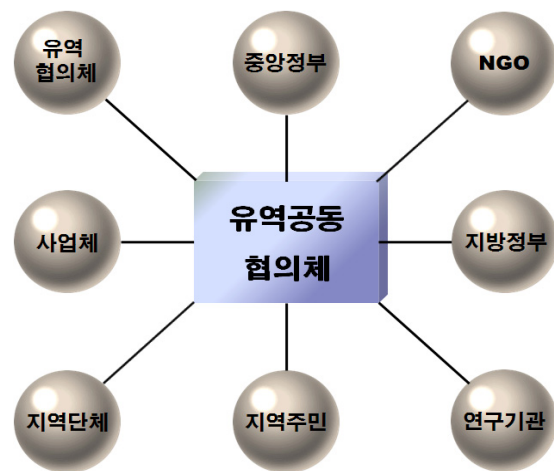 유역
협의체
중앙정부
NGO
사업체
유역공동
협의체
지방정부
지역단체
지역주민
연구기관